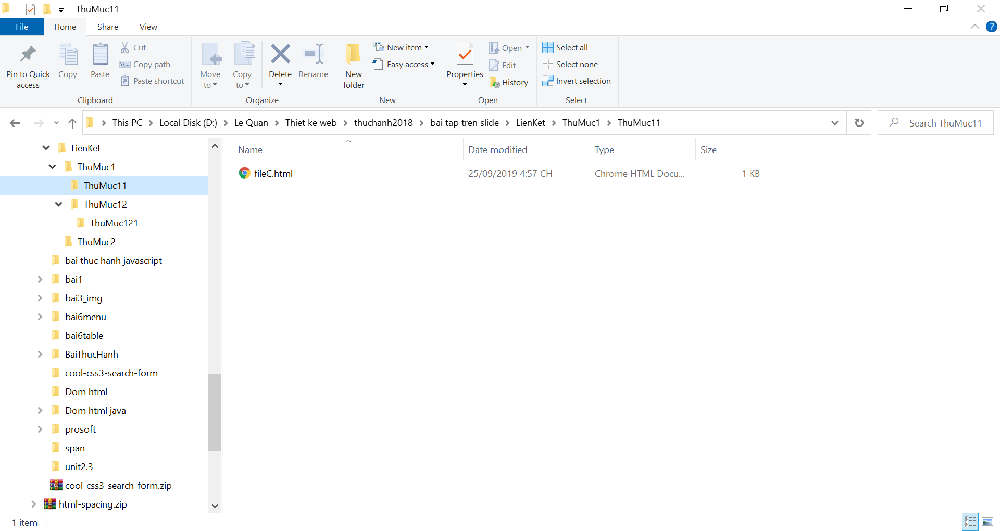 ThuMuc11
File Home Share View
Pin to Quick access
Copy
Paste
Cut
Copy path
Paste shortcut
Clipboard
Move to
Copy to
Delete
Rename
Organize
New folder
New item
Easy access
New
Properties
Open
Edit
History
Open
Select all
Select none
Invert selection
Select
This PC Local Disk (D:) Le Quan Thiet ke web thuchanh2018 bai tap tren slide LienKet ThuMuc1 ThuMuc11
Search ThuMuc11
LienKet
ThuMuc1
ThuMuc11
ThuMuc12
ThuMuc121
ThuMuc2
bai thuc hanh javascript
bai1
bai3_img
bai6menu
bai6table
BaiThucHanh
cool-css3-search-form
Dom html
Dom html java
prosoft
span
unit2.3
cool-css3-search-form.zip
html-spacing.zip
Name Date modified Type Size
fileC.html 25/09/2019 4:57 CH Chrome HTML Docu... 1 KB
1 item